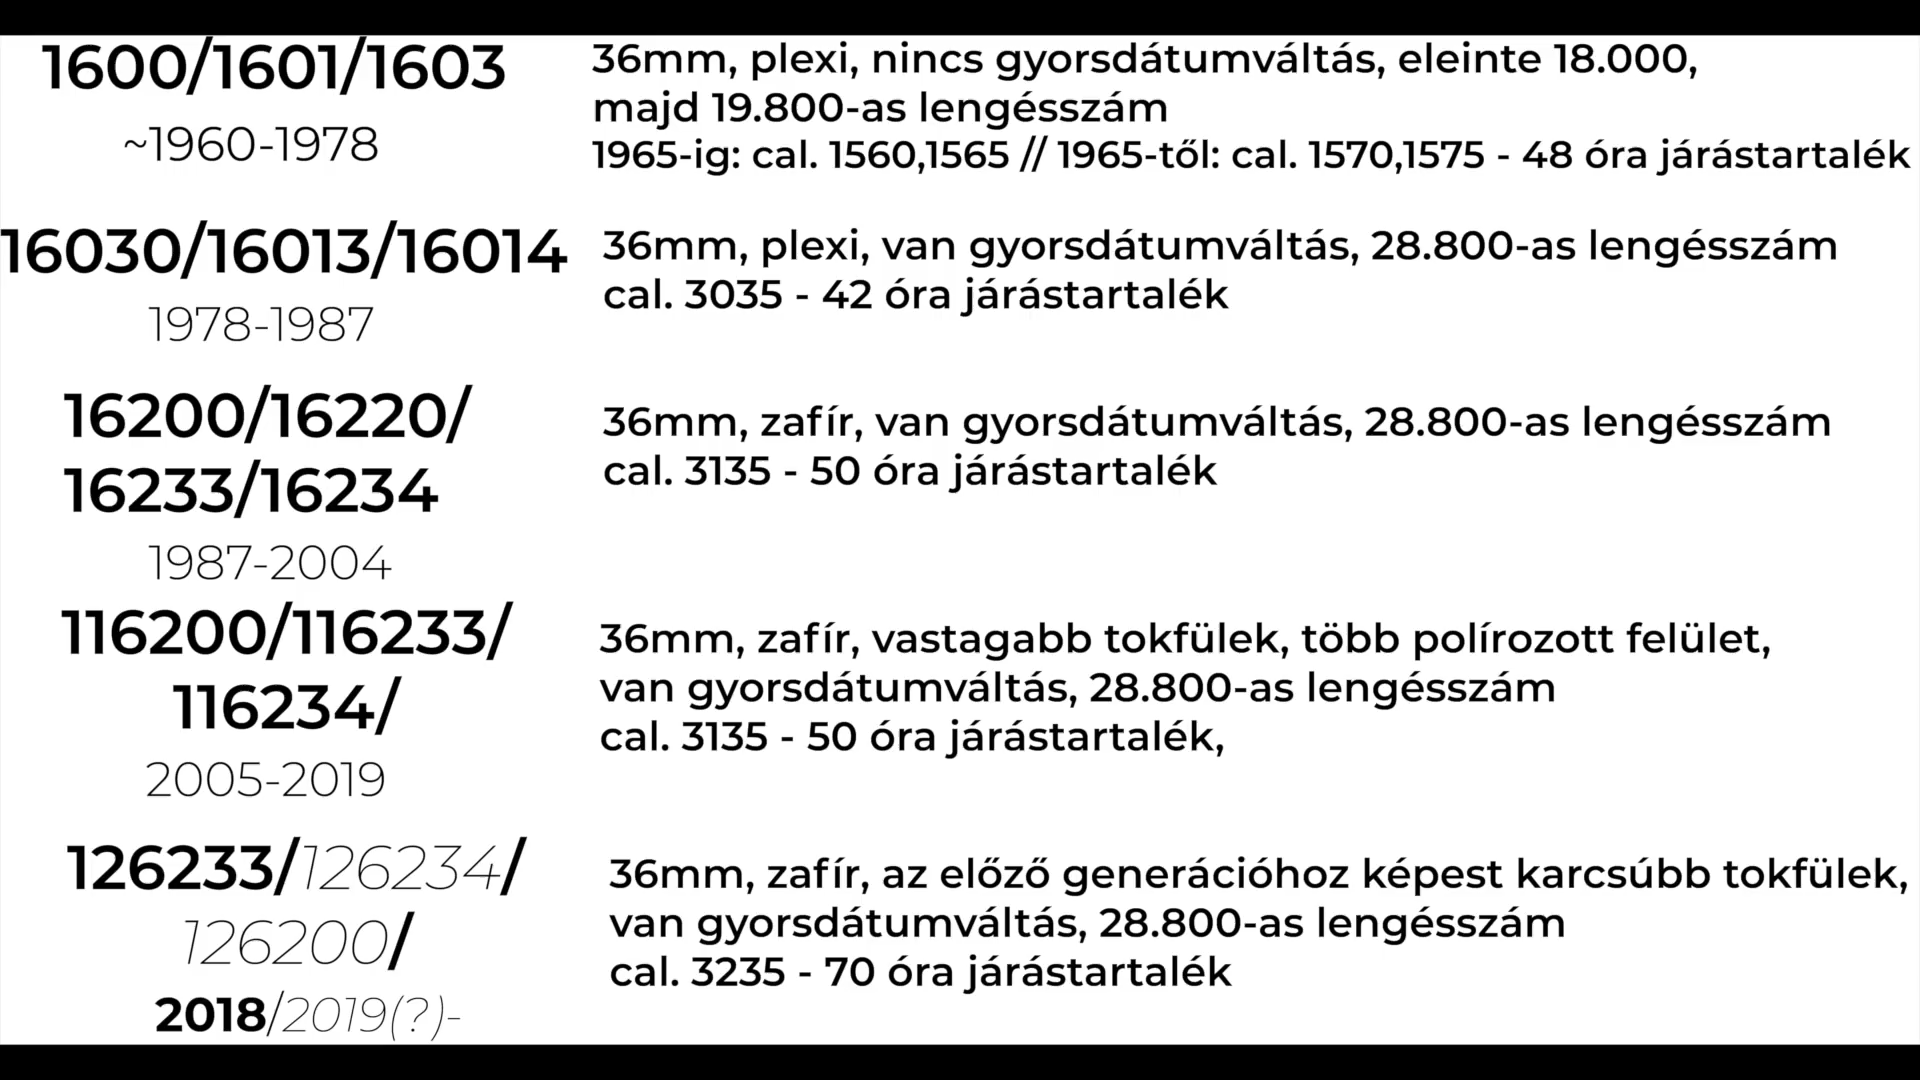 1600/1601/1603
~1960-1978
36mm, plexi, nincs gyorsdátumváltás, eleinte 18.000,
majd 19.800-as lengésszám
1965-ig: cal. 1560,1565 // 1965-től: cal. 1570,1575 - 48 óra járástartalék
16030/16013/16014
1978-1987
36mm, plexi, van gyorsdátumváltás, 28.800-as lengésszám
cal. 3035 - 42 óra járástartalék
16200/16220/
16233/16234
1987-2004
36mm, zafír, van gyorsdátumváltás, 28.800-as lengésszám
cal. 3135 - 50 óra járástartalék
116200/116233/
116234/
2005-2019
36mm, zafír, vastagabb tokfülek, több polírozott felület,
van gyorsdátumváltás, 28.800-as lengésszám
cal. 3135 - 50 óra járástartalék,
126233/126234/
126200/
2018/2019(?)-
36mm, zafír, az előző generációhoz képest karcsúbb tokfülek,
van gyorsdátumváltás, 28.800-as lengésszám
cal. 3235 - 70 óra járástartalék